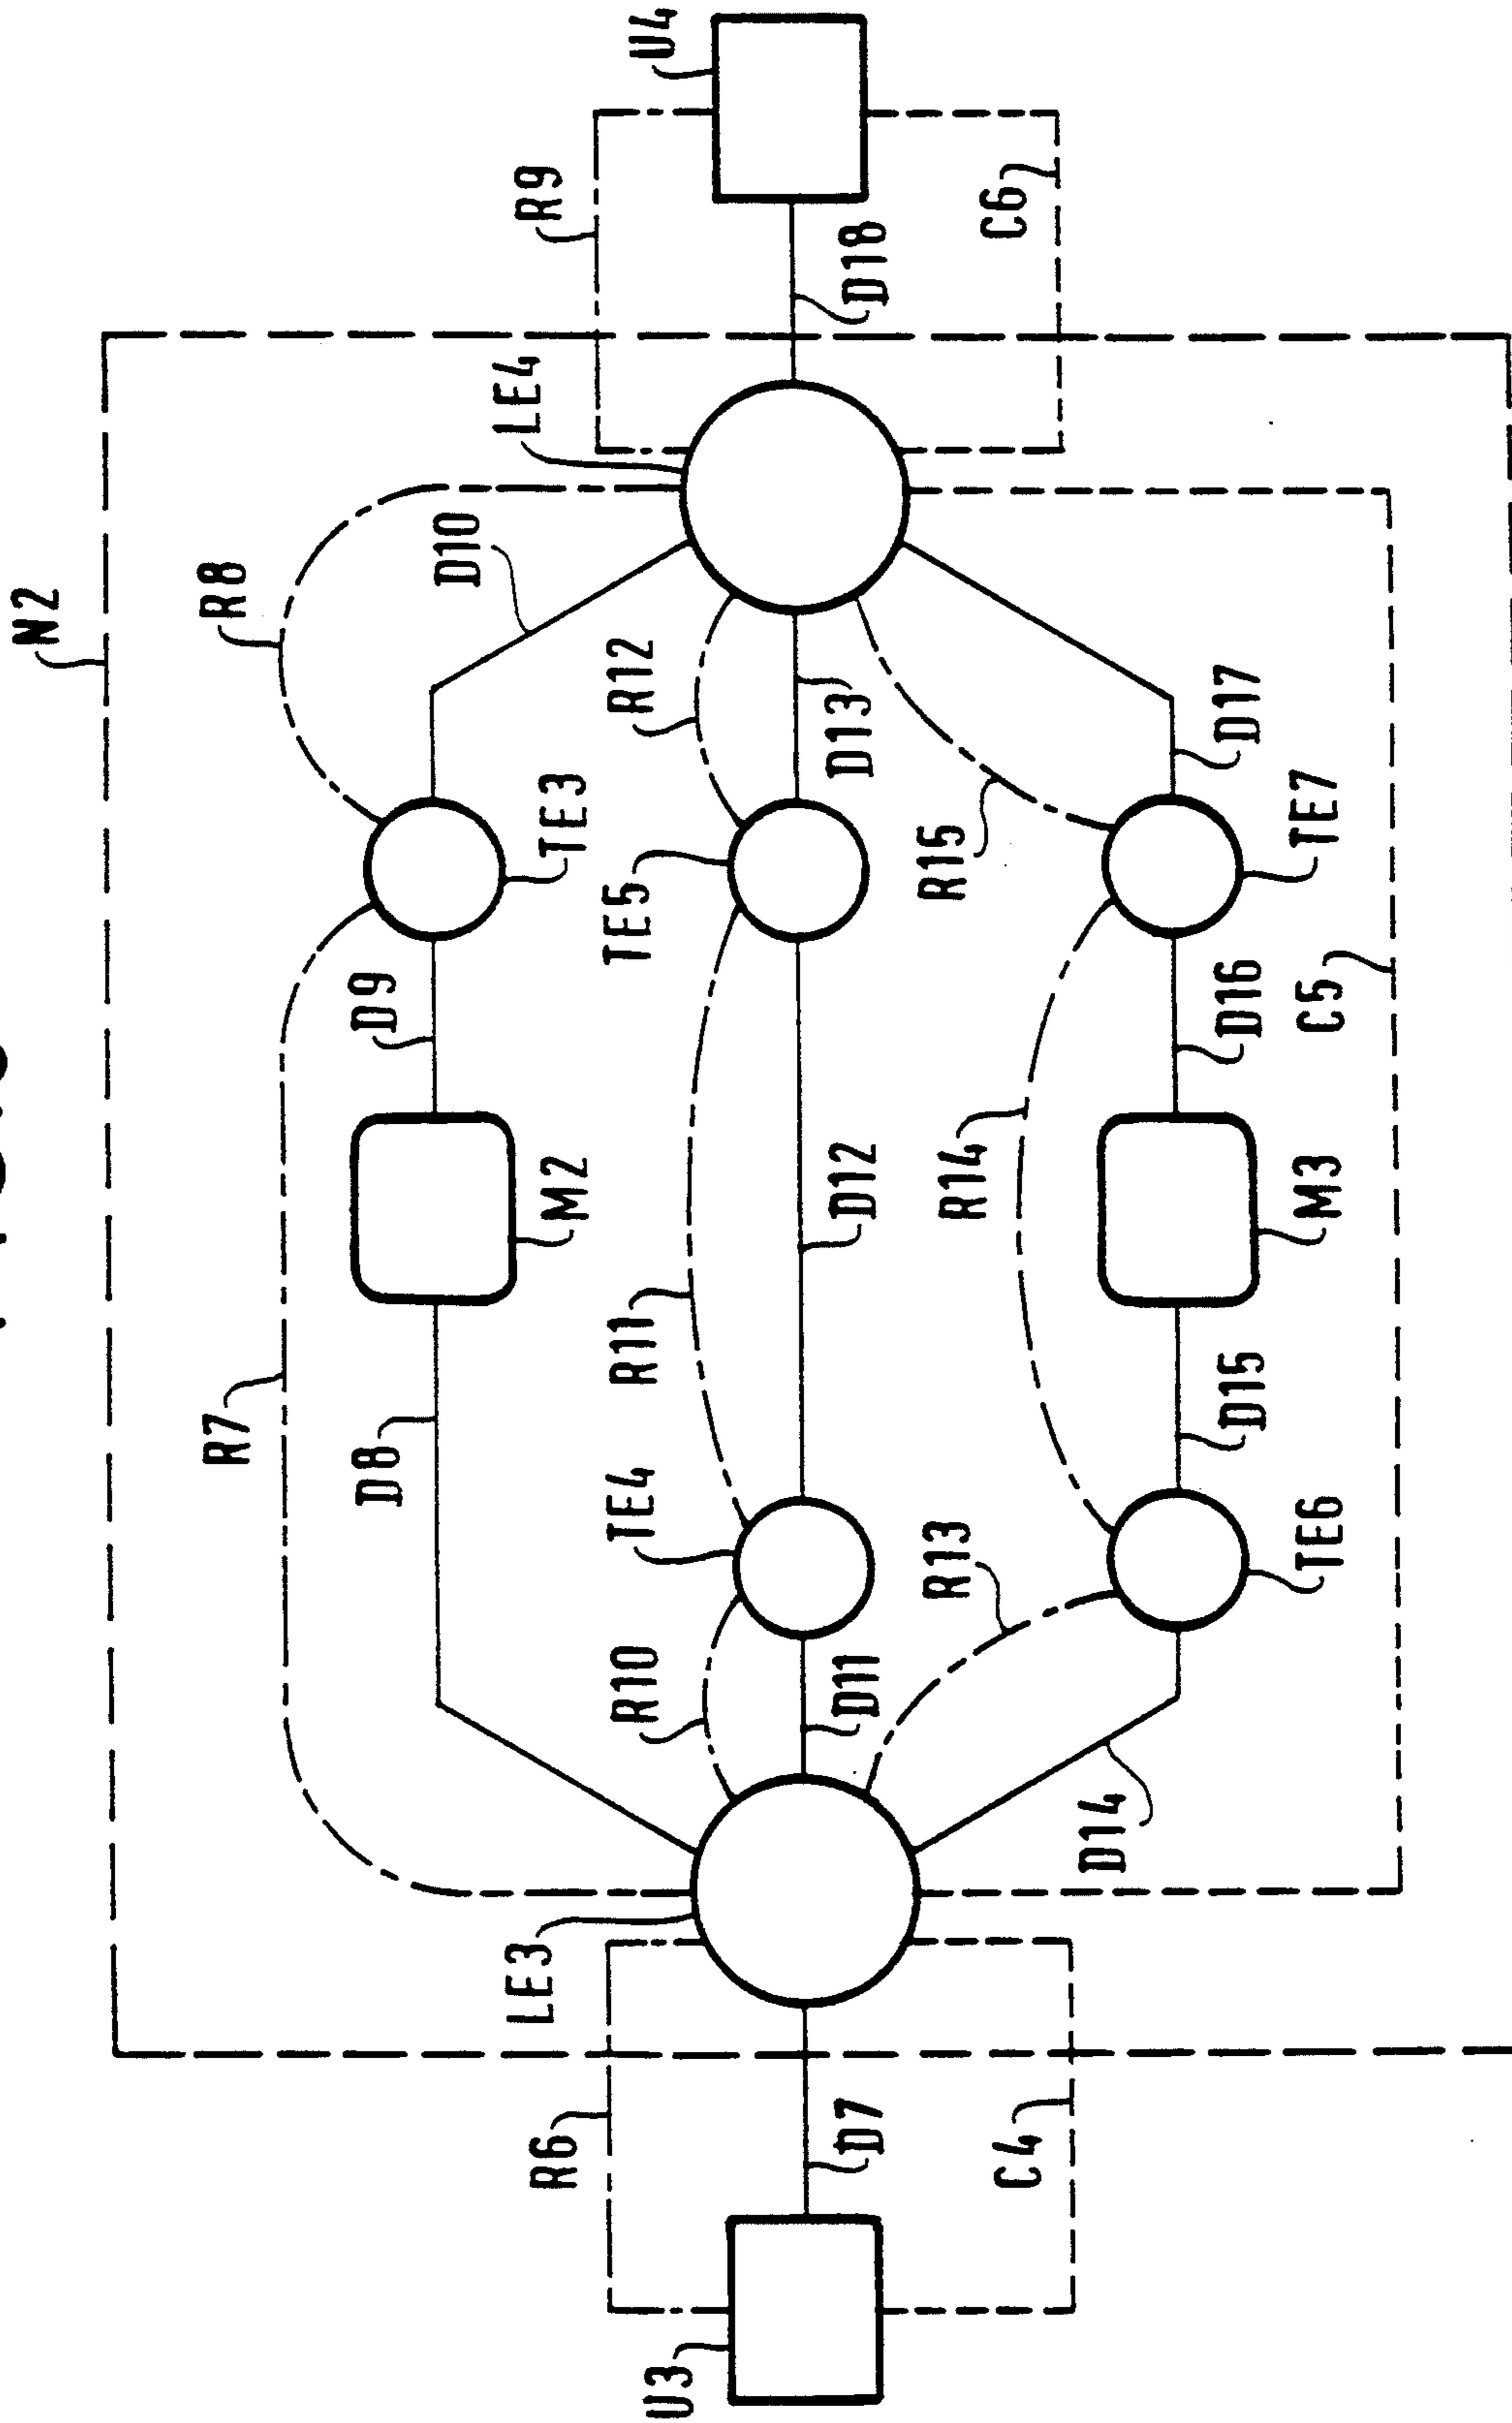 N2
R7
R8
D8
D9
D10
M2
TE3
LE4
R9
U4
R6
LE3
R10
TE4
R11
TE5
R12
U3
D7
D11
D12
D13
D18
C4
R13
R14
R15
C6
D14
D15
D16
D17
TE6
M3
TE7
C5